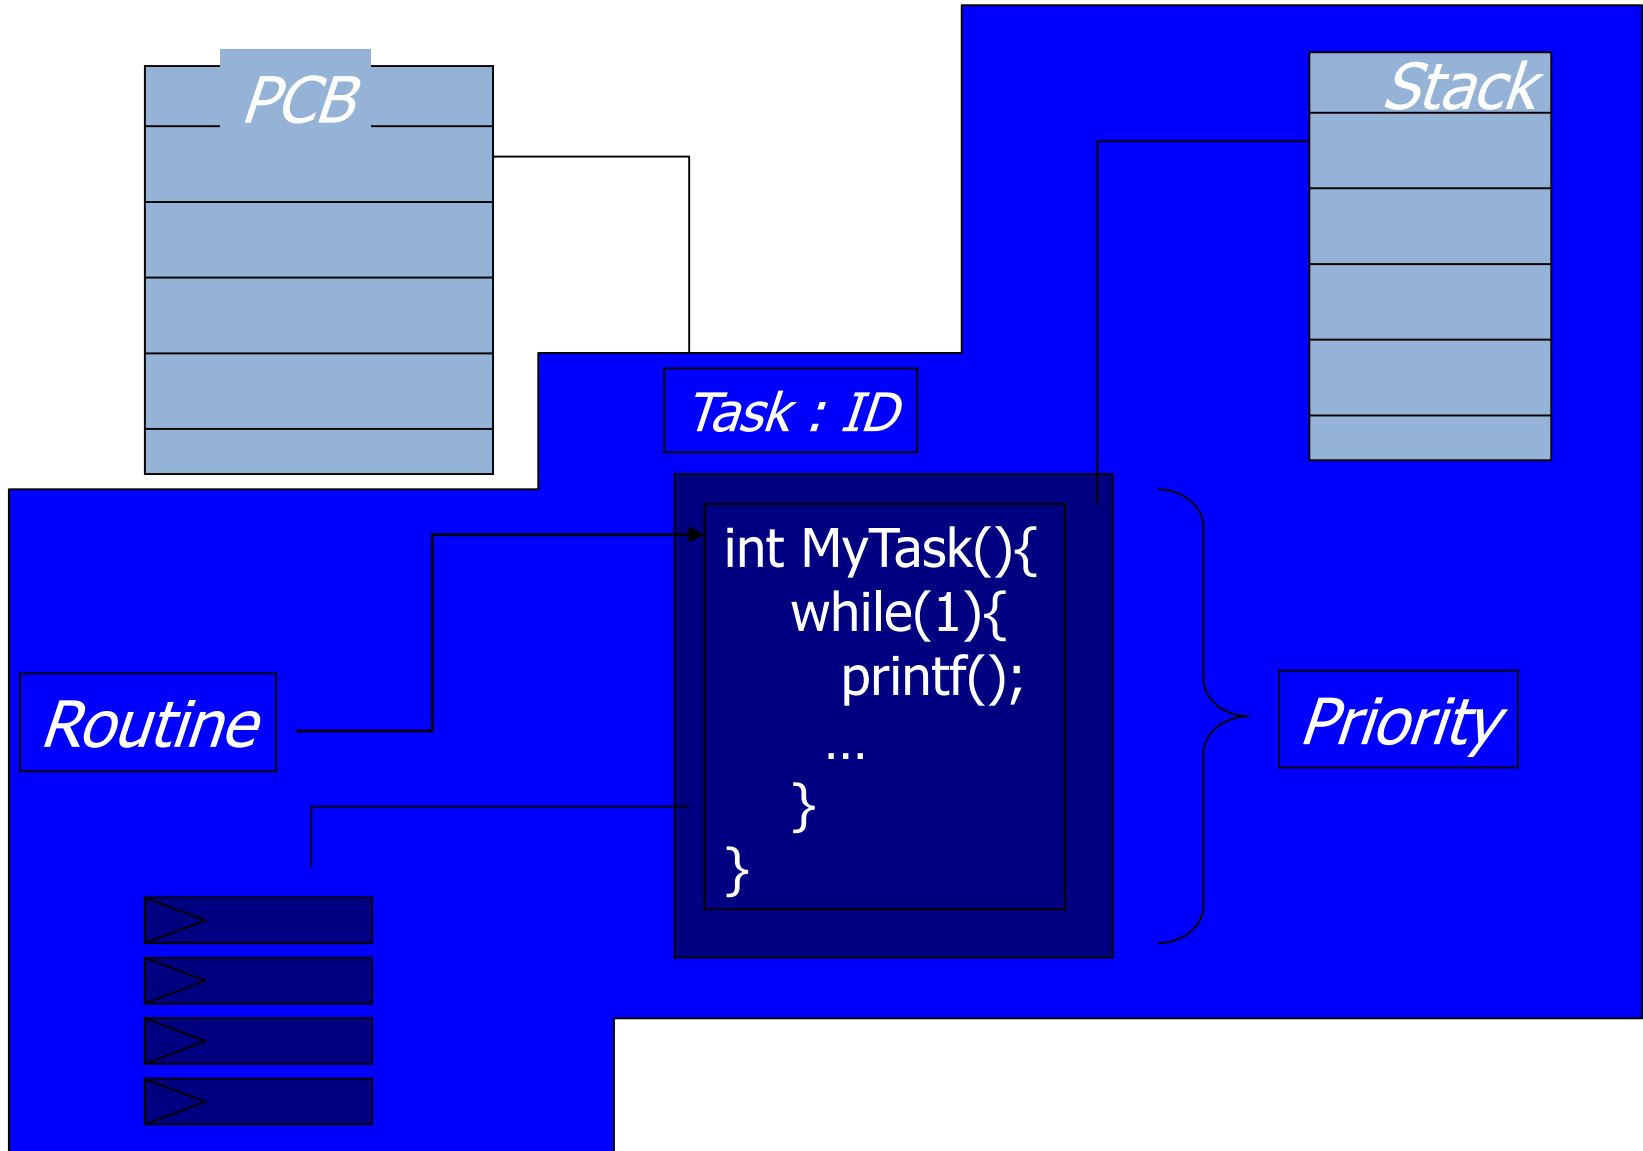 PCB
Stack
Task : ID
int MyTask(){
while(1){
printf();
...
}
}
Routine
Priority